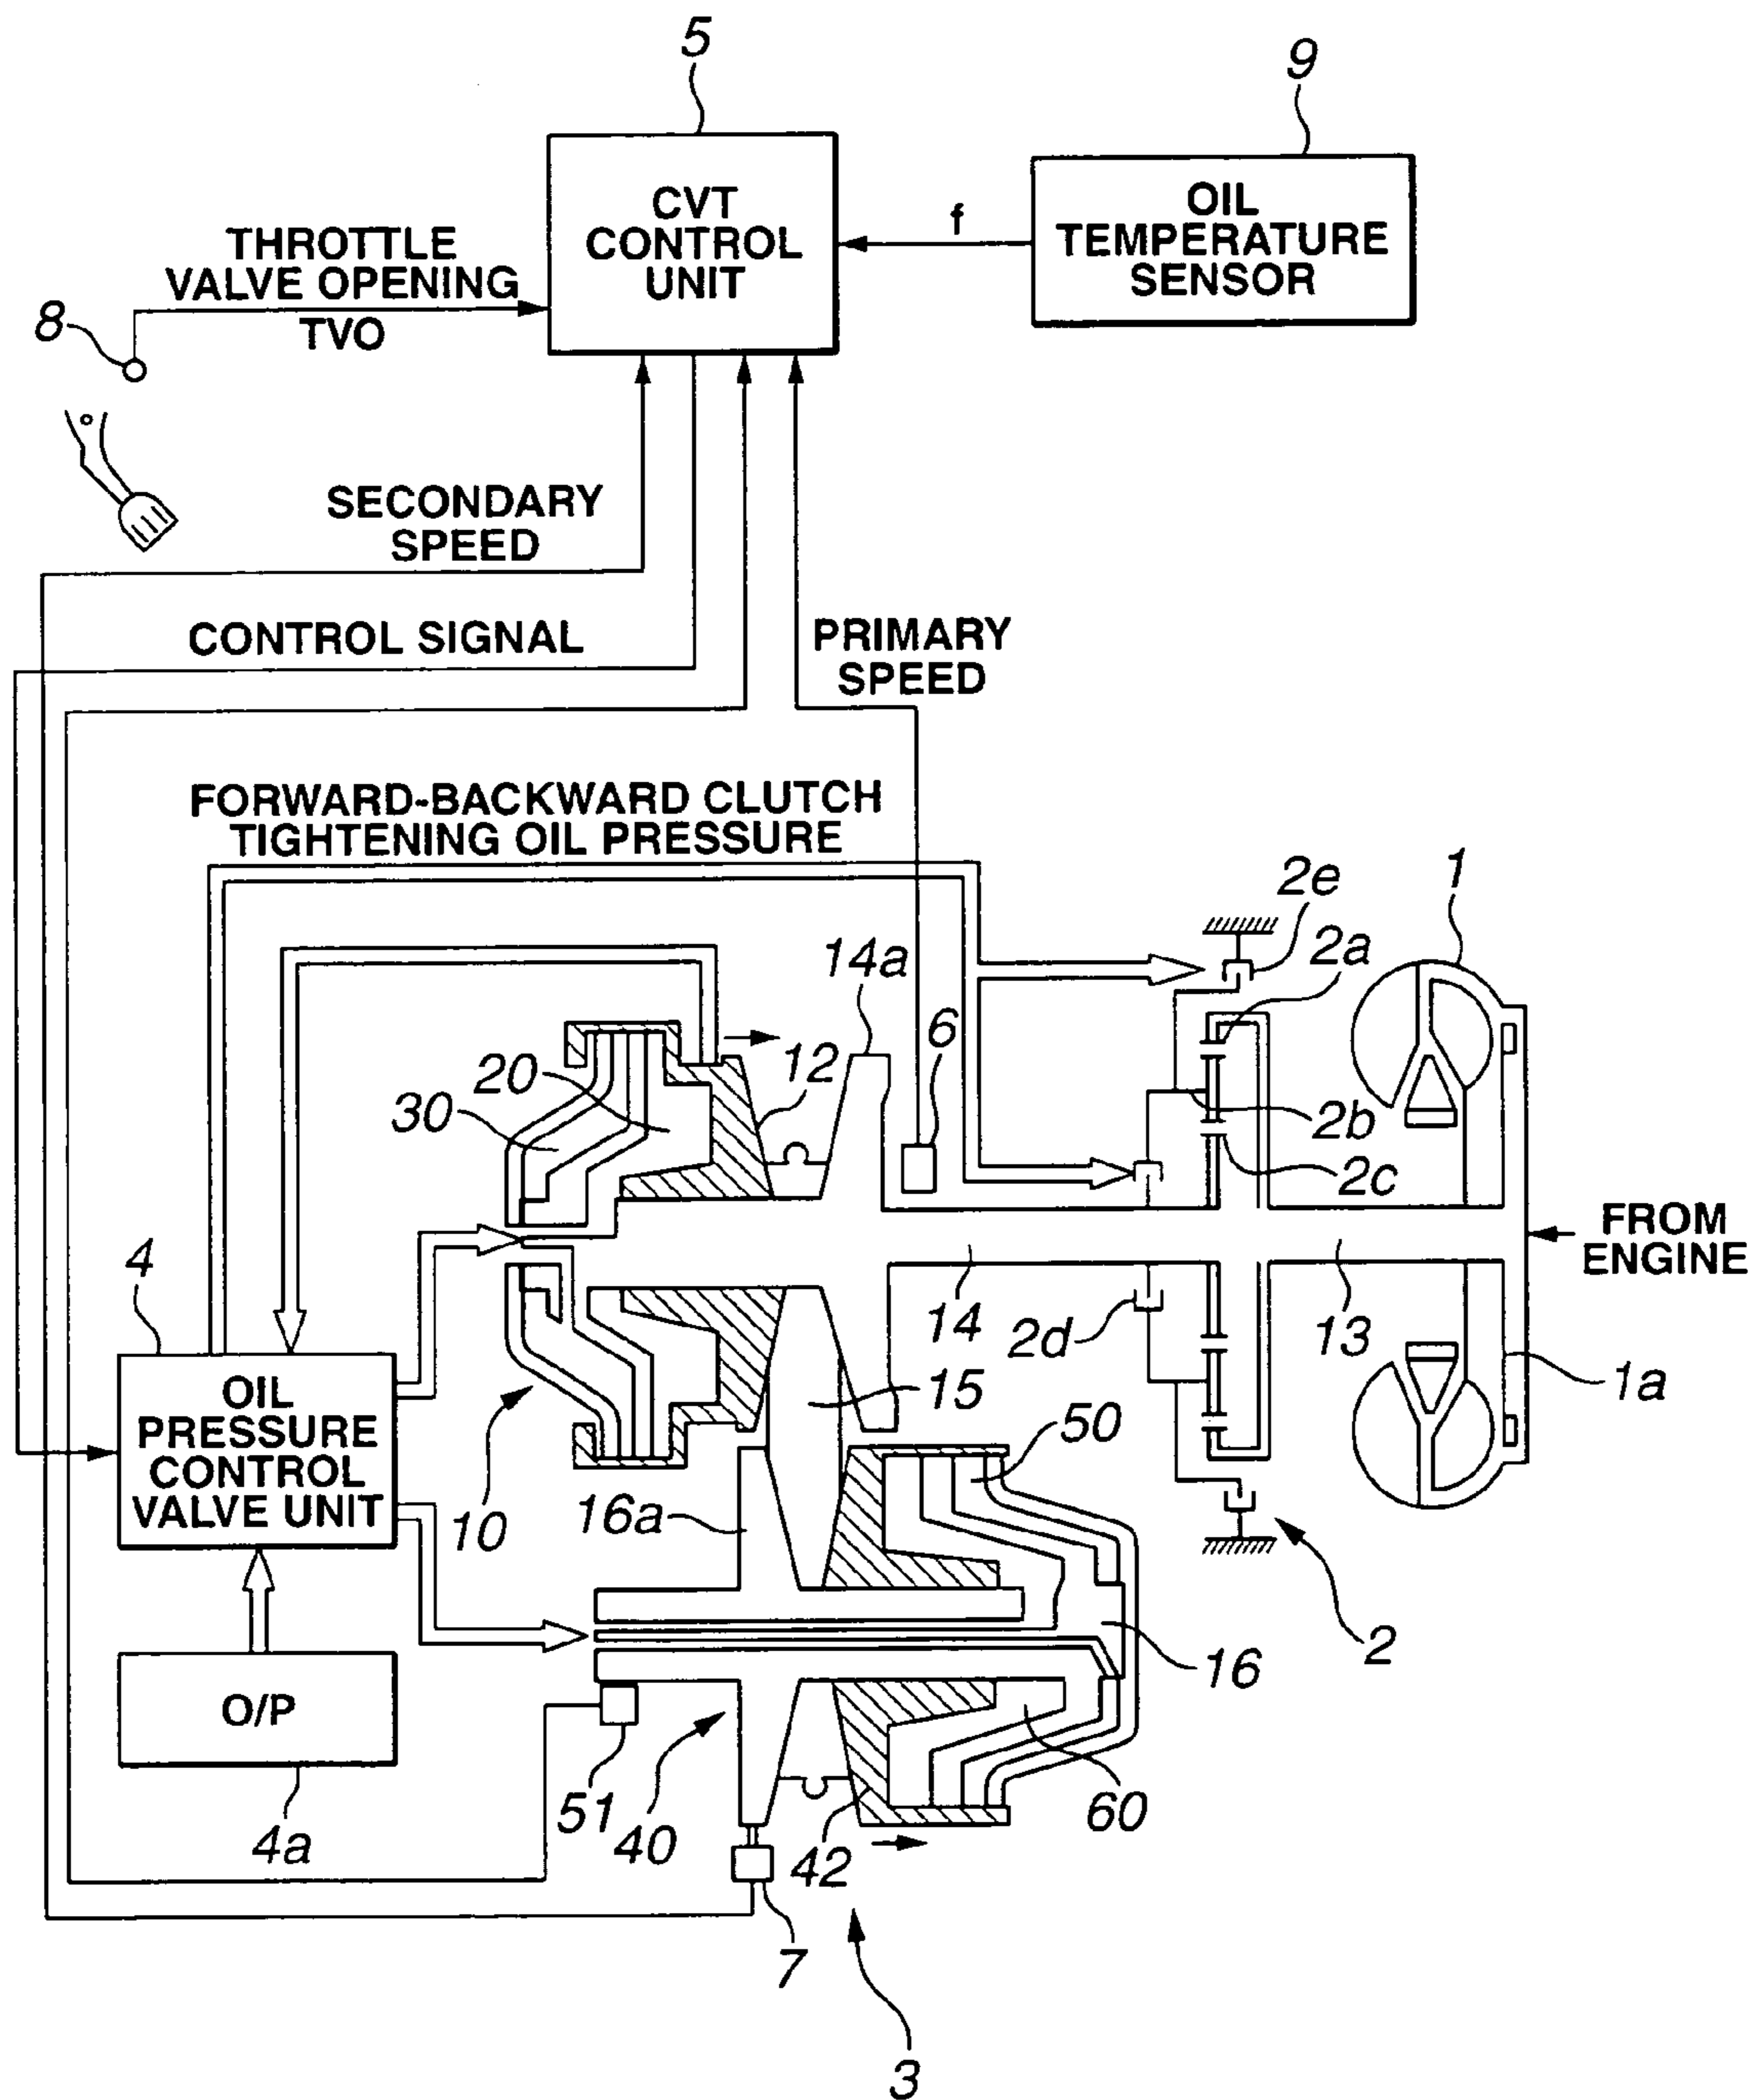 5
9
CVT
CONTROL
UNIT
OIL
TEMPERATURE
SENSOR
f
THROTTLE
VALVE OPENING
TVO
8
SECONDARY
SPEED
CONTROL SIGNAL
PRIMARY
SPEED
FORWARD-BACKWARD CLUTCH
TIGHTENING OIL PRESSURE
2e
1
14a
2a
6
12
20
30
2b
2c
FROM
ENGINE
4
14
13
2d
15
1a
OIL
PRESSURE
CONTROL
VALVE UNIT
50
10
16a
2
16
O/P
51
40
60
42
4a
7
3